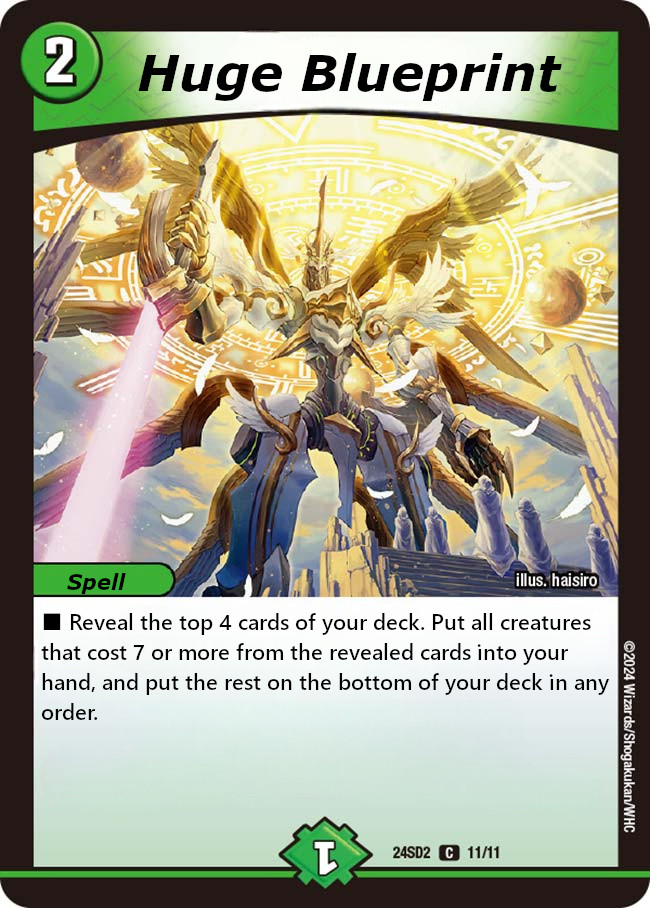 2
Huge Blueprint
Spell
illus. haisiro
■ Reveal the top 4 cards of your deck. Put all creatures
that cost 7 or more from the revealed cards into your
hand, and put the rest on the bottom of your deck in any
order.
©2024 Wizards/Shogakukan/WHC
1
24SD2 C 11/11